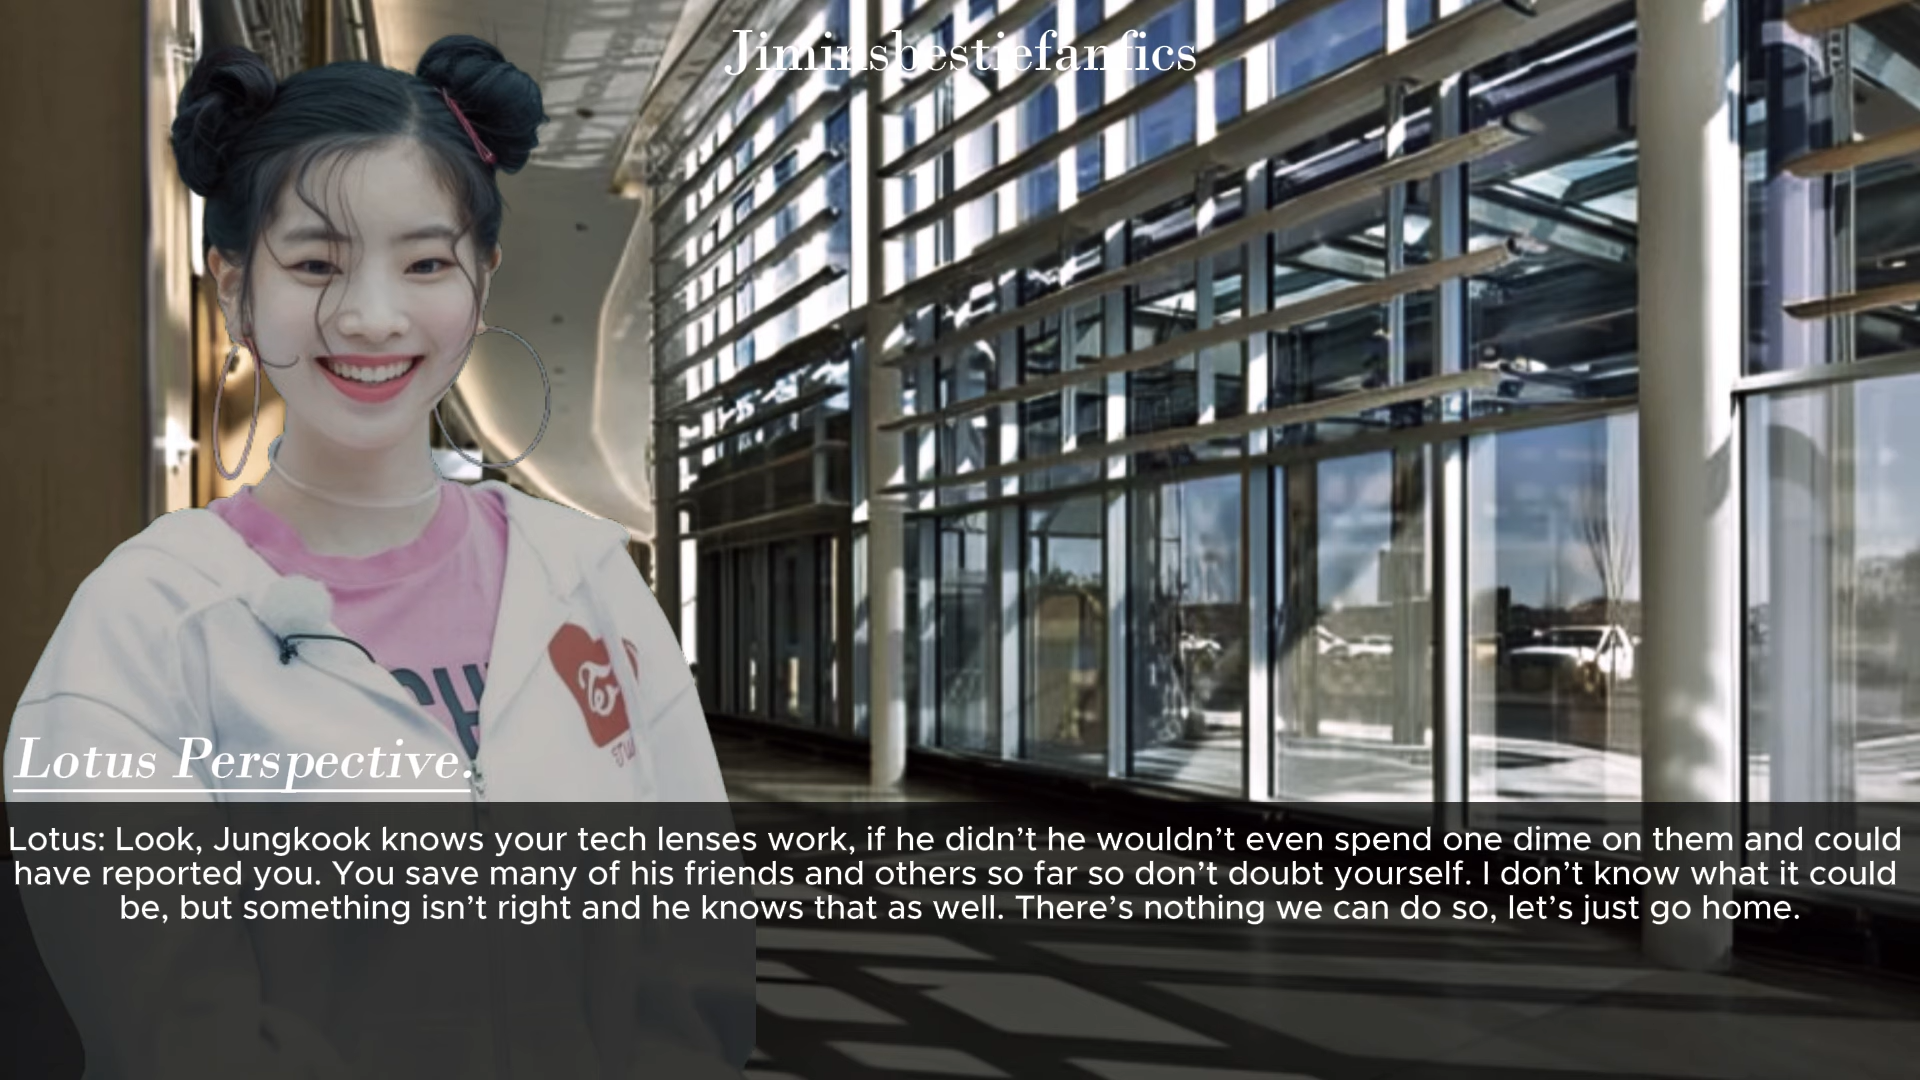 Jiminsbestiefanfics
CH
Lotus Perspective.
Lotus: Look, Jungkook knows your tech lenses work, if he didn’t he wouldn’t even spend one dime on them and could
have reported you. You save many of his friends and others so far so don’t doubt yourself. I don’t know what it could
be, but something isn’t right and he knows that as well. There’s nothing we can do so, let’s just go home.